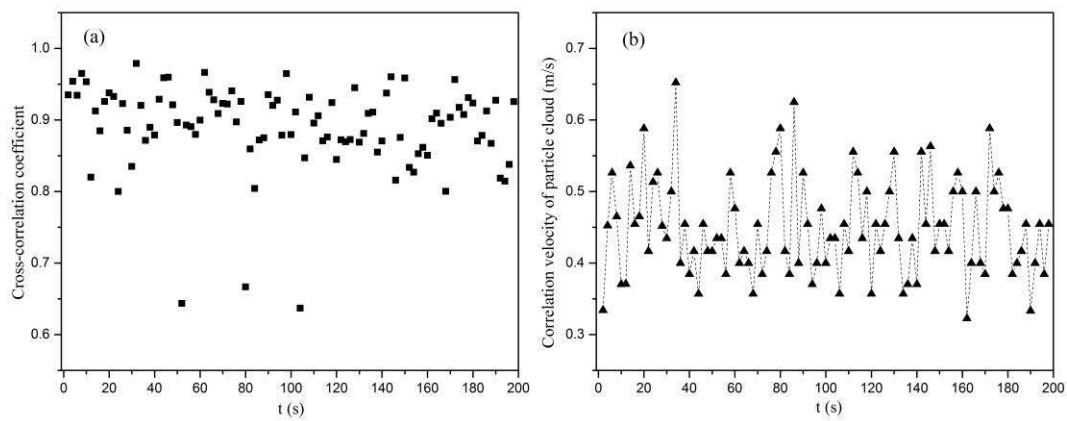 (a)
Cross-correlation coefficient
1.0
0.9
0.8
0.7
0.6
0 20 40 60 80 100 120 140 160 180 200
t (s)
(b)
Correlation velocity of particle cloud (m/s)
0.7
0.6
0.5
0.4
0.3
0 20 40 60 80 100 120 140 160 180 200
t (s)